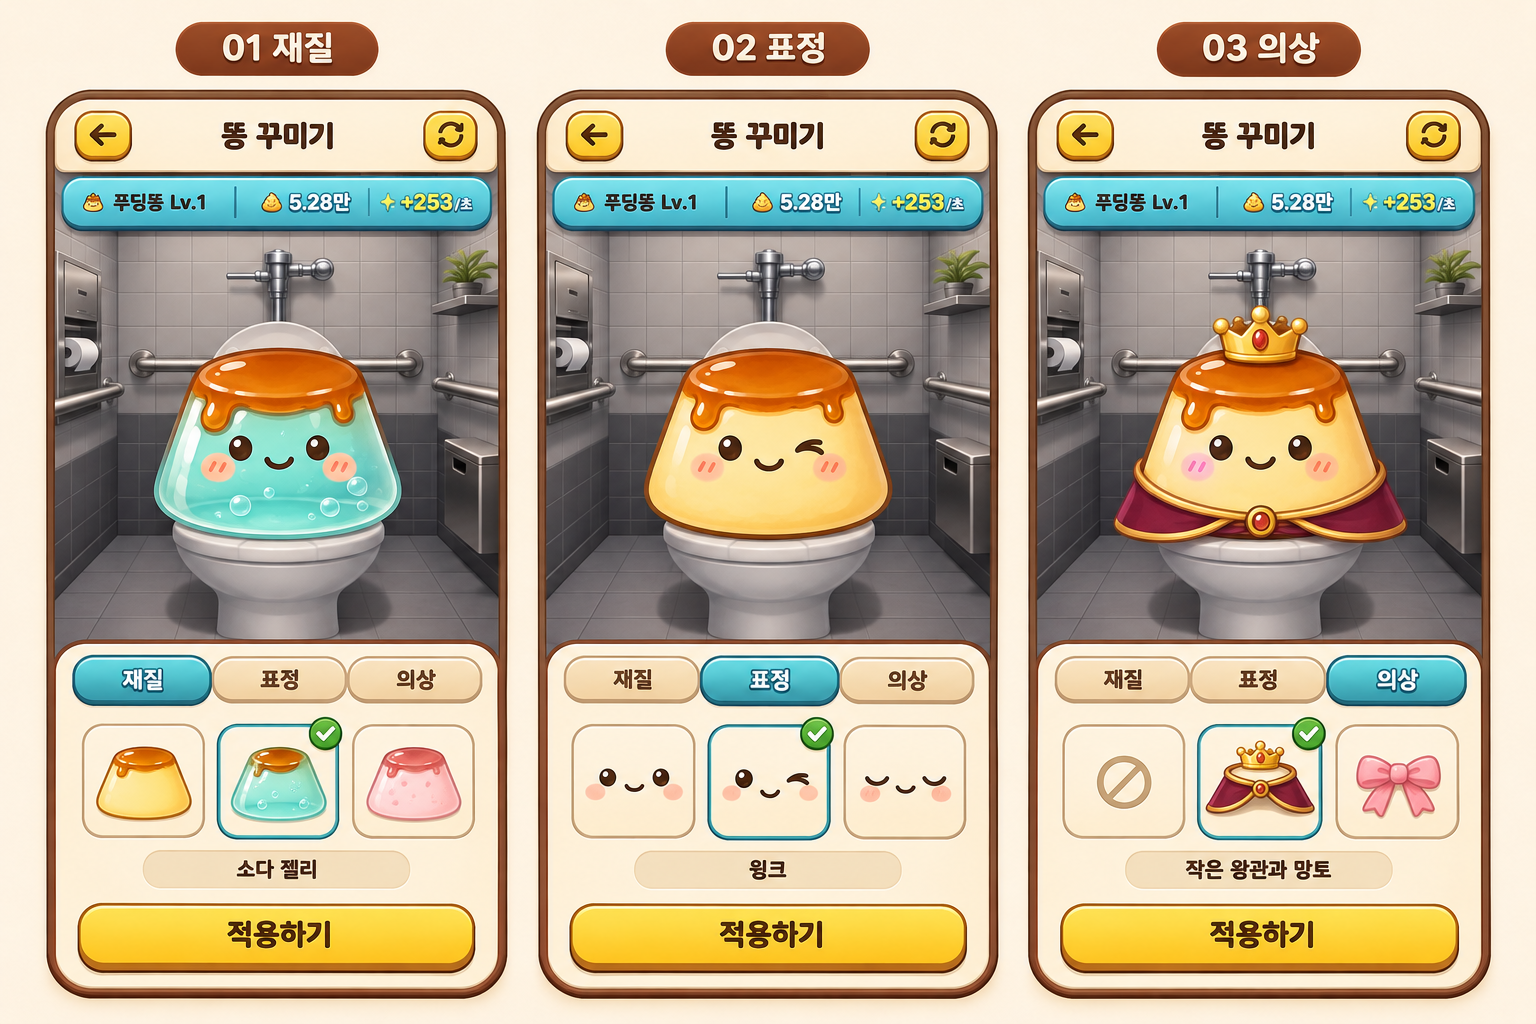 01 재질
똥 꾸미기
푸딩똥 Lv.1 5.28만 +253/초
재질 표정 의상
소다 젤리
적용하기
02 표정
똥 꾸미기
푸딩똥 Lv.1 5.28만 +253/초
재질 표정 의상
윙크
적용하기
03 의상
똥 꾸미기
푸딩똥 Lv.1 5.28만 +253/초
재질 표정 의상
작은 왕관과 망토
적용하기